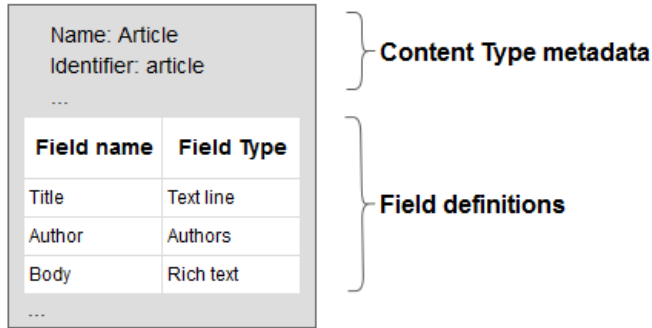 Name: Article
Identifier: article
...
Content Type metadata
Field name Field Type
Title Text line
Author Authors
Body Rich text
...
Field definitions